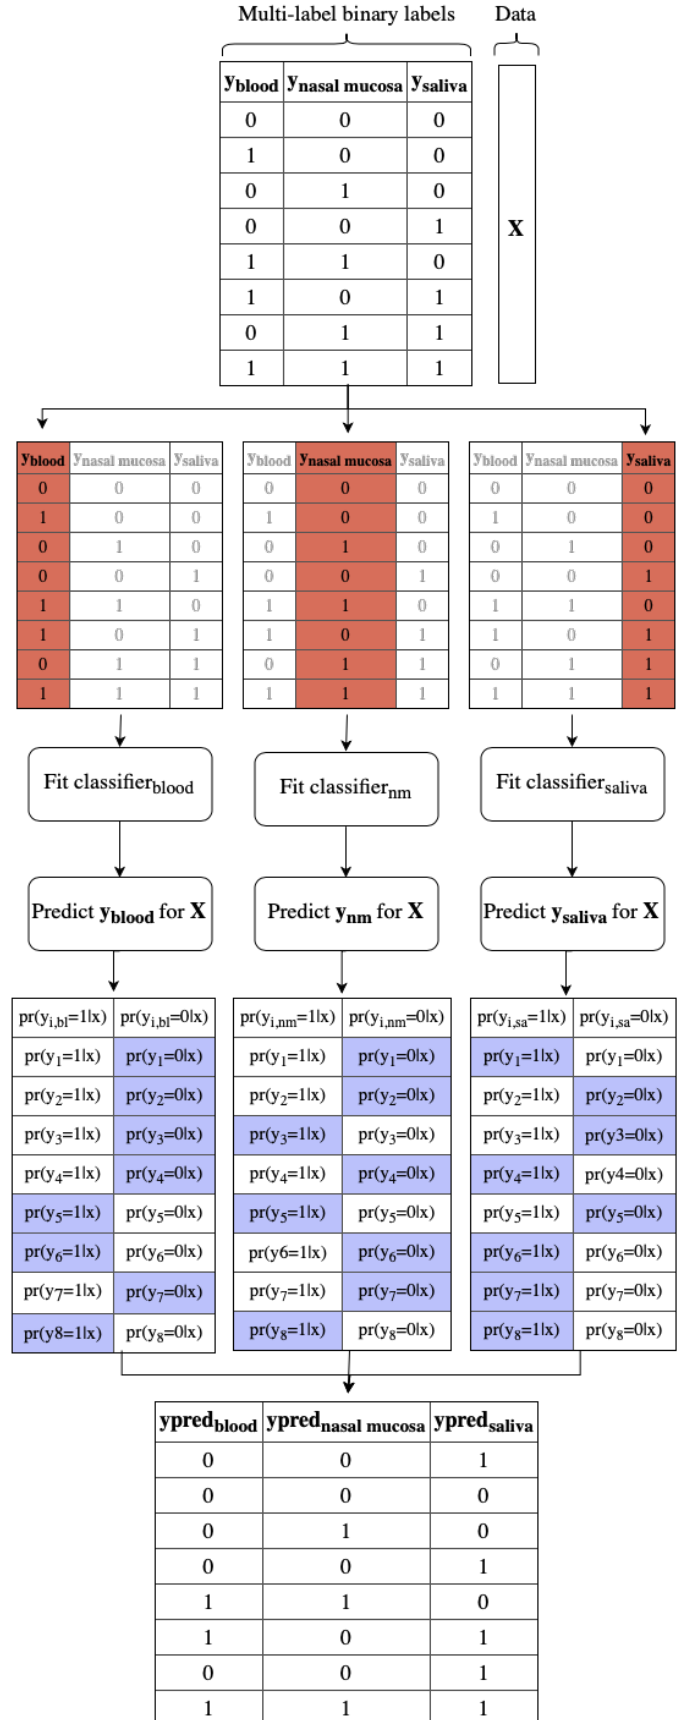 Multi-label binary labels Data
yblood ynasal mucosa ysaliva
0 0 0
1 0 0
0 1 0
0 0 1
X
1 1 0
1 0 1
0 1 1
1 1 1
yblood ynasal mucosa ysaliva yblood ynasal mucosa ysaliva yblood ynasal mucosa ysaliva
0 0 0 0 0 0 0 0 0
1 0 0 1 0 0 1 0 0
0 1 0 0 1 0 0 1 0
0 0 1 0 0 1 0 0 1
1 1 0 1 1 0 1 1 0
1 0 1 1 0 1 1 0 1
0 1 1 0 1 1 0 1 1
1 1 1 1 1 1 1 1 1
Fit classifierblood Fit classifiernm Fit classifiersaliva
Predict yblood for X Predict ynm for X Predict ysaliva for X
pr(yi,bl=1|x) pr(yi,bl=0|x) pr(yi,nm=1|x) pr(yi,nm=0|x) pr(yi,sa=1|x) pr(yi,sa=0|x)
pr(y1=1|x) pr(y1=0|x) pr(y1=1|x) pr(y1=0|x) pr(y1=1|x) pr(y1=0|x)
pr(y2=1|x) pr(y2=0|x) pr(y2=1|x) pr(y2=0|x) pr(y2=1|x) pr(y2=0|x)
pr(y3=1|x) pr(y3=0|x) pr(y3=1|x) pr(y3=0|x) pr(y3=1|x) pr(y3=0|x)
pr(y4=1|x) pr(y4=0|x) pr(y4=1|x) pr(y4=0|x) pr(y4=1|x) pr(y4=0|x)
pr(y5=1|x) pr(y5=0|x) pr(y5=1|x) pr(y5=0|x) pr(y5=1|x) pr(y5=0|x)
pr(y6=1|x) pr(y6=0|x) pr(y6=1|x) pr(y6=0|x) pr(y6=1|x) pr(y6=0|x)
pr(y7=1|x) pr(y7=0|x) pr(y7=1|x) pr(y7=0|x) pr(y7=1|x) pr(y7=0|x)
pr(y8=1|x) pr(y8=0|x) pr(y8=1|x) pr(y8=0|x) pr(y8=1|x) pr(y8=0|x)
ypredblood yprednasal mucosa ypredsaliva
0 0 1
0 0 0
0 1 0
0 0 1
1 1 0
1 0 1
0 0 1
1 1 1